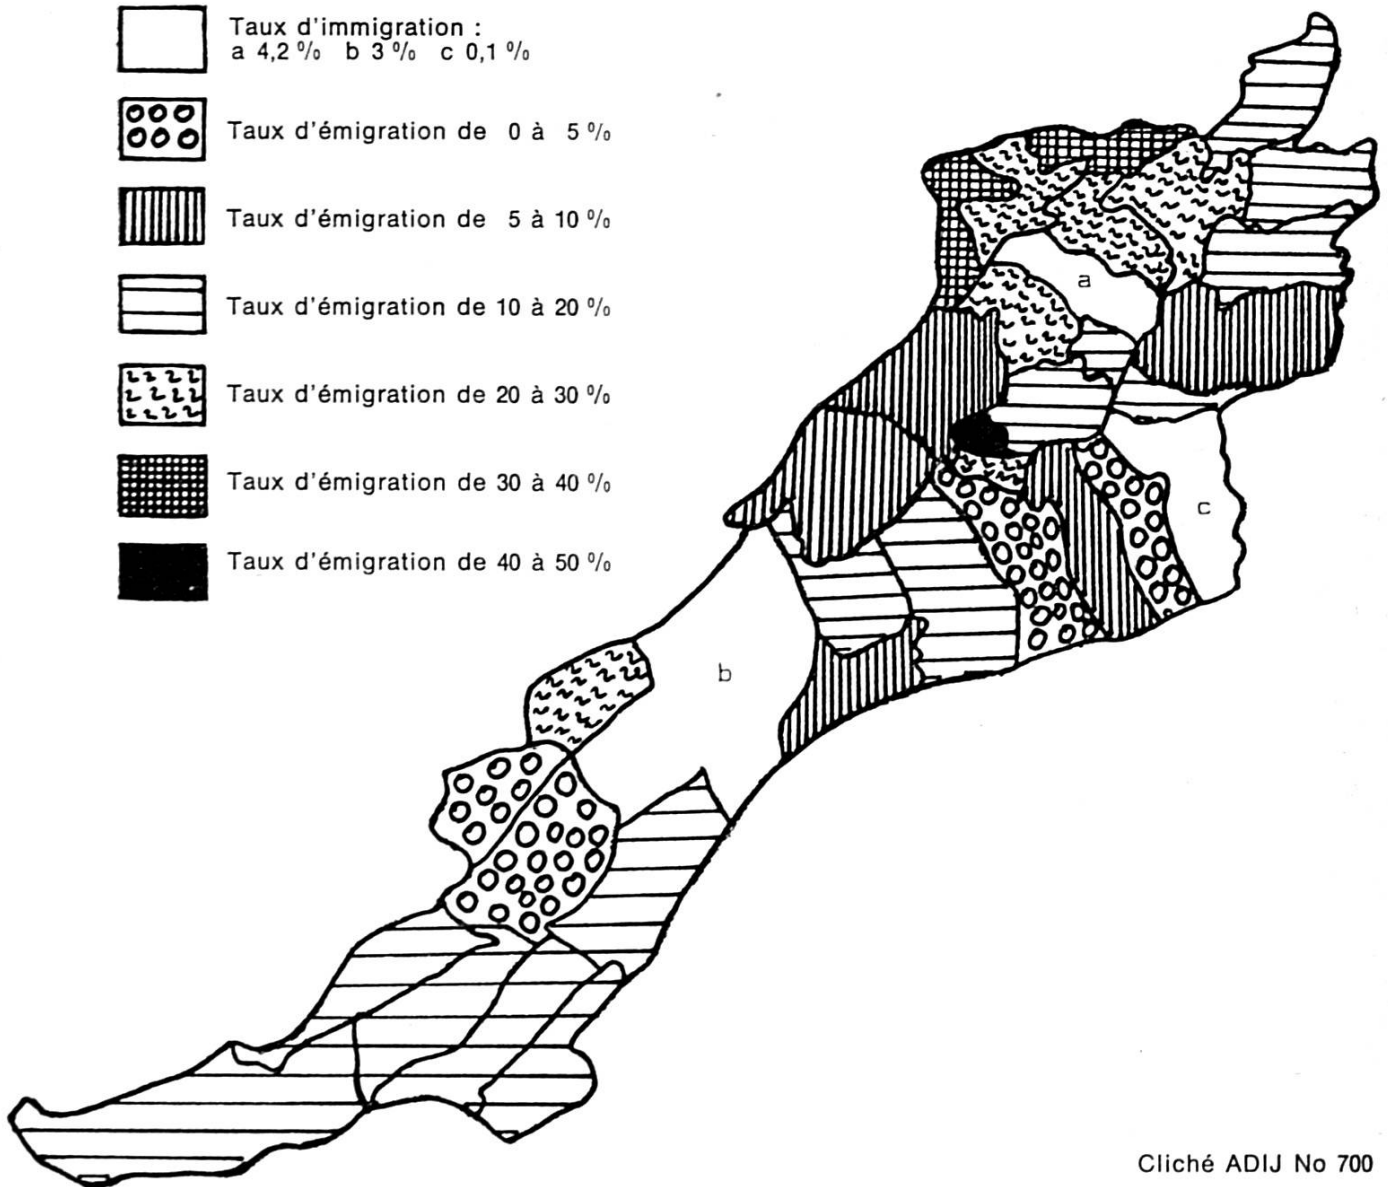 Taux d'immigration :
a 4,2 % b 3 % c 0,1 %
Taux d'émigration de 0 à 5 %
Taux d'émigration de 5 à 10 %
Taux d'émigration de 10 à 20 %
Taux d'émigration de 20 à 30 %
Taux d'émigration de 30 à 40 %
Taux d'émigration de 40 à 50 %
a
c
b
Cliché ADIJ No 700